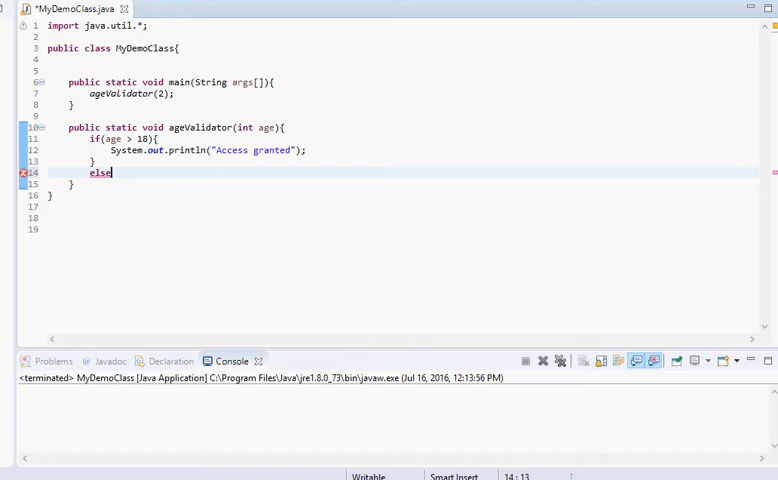 *MyDemoClass.java
1 import java.util.*;
2
3 public class MyDemoClass{
4
5
6 public static void main(String args[]){
7 ageValidator(2);
8 }
9
10 public static void ageValidator(int age){
11 if(age > 18){
12 System.out.println("Access granted");
13 }
14 else
15 }
16 }
17
18
19
Problems @ Javadoc Declaration Console
<terminated> MyDemoClass [Java Application] C:\Program Files\Java\jre1.8.0_73\bin\javaw.exe (Jul 16, 2016, 12:13:56 PM)
Writable Smart Insert 14 : 13